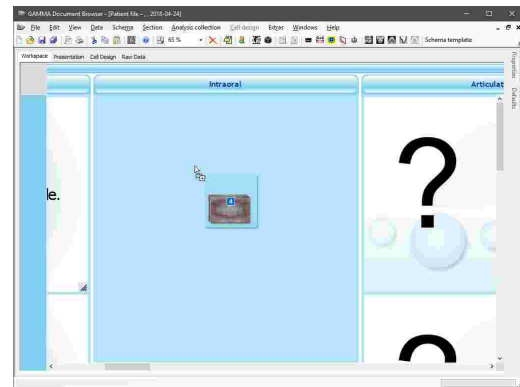 GAMMA Document Browser - [Patient File - , 2018-04-24]
File Edit View Data Schema Section Analysis collection Cell design Extras Windows Help
65 % Schema template
Workspace Presentation Cell Design Raw Data
Properties
Defaults
Intraoral
Articulat
le.
?
4